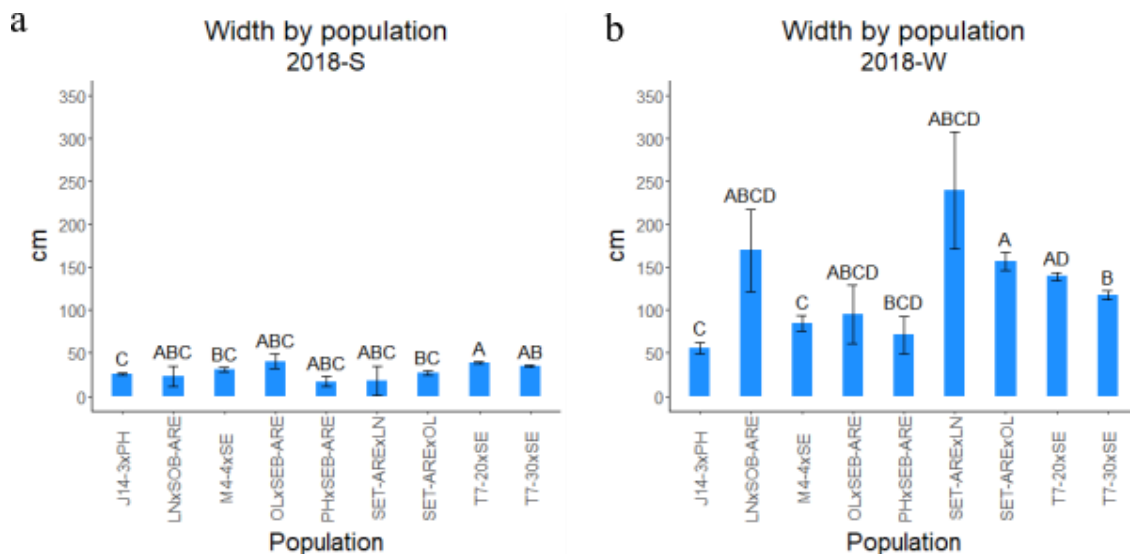 a
Width by population
2018-S
350
300
250
200
150
100
50
0
cm
C
ABC
BC
ABC
ABC
ABC
BC
A
AB
J14-3xPH
LNxSOB-ARE
M4-4xSE
OLxSEB-ARE
PHxSEB-ARE
SET-ARExLN
SET-ARExOL
T7-20xSE
T7-30xSE
Population
b
Width by population
2018-W
350
300
250
200
150
100
50
0
cm
C
ABCD
C
ABCD
BCD
ABCD
A
AD
B
J14-3xPH
LNxSOB-ARE
M4-4xSE
OLxSEB-ARE
PHxSEB-ARE
SET-ARExLN
SET-ARExOL
T7-20xSE
T7-30xSE
Population